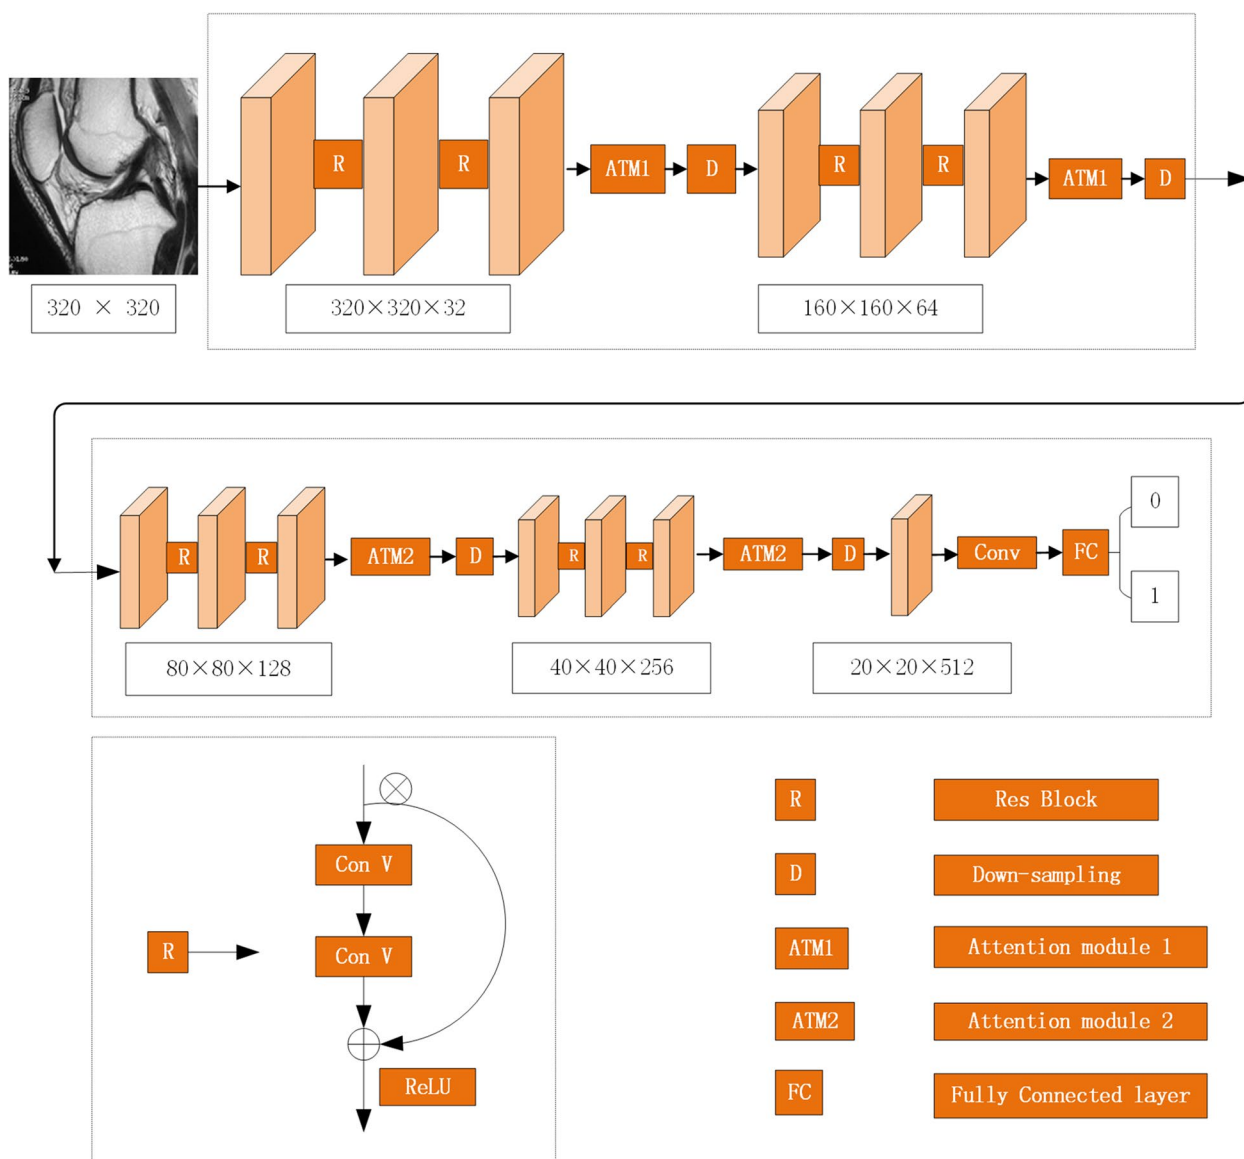 R
R
ATM1
D
R
R
ATM1
D
320 × 320
320×320×32
160×160×64
R
R
ATM2
D
R
R
ATM2
D
Conv
FC
0
1
80×80×128
40×40×256
20×20×512
R
Con V
Con V
ReLU
R Res Block
D Down-sampling
ATM1 Attention module 1
ATM2 Attention module 2
FC Fully Connected layer